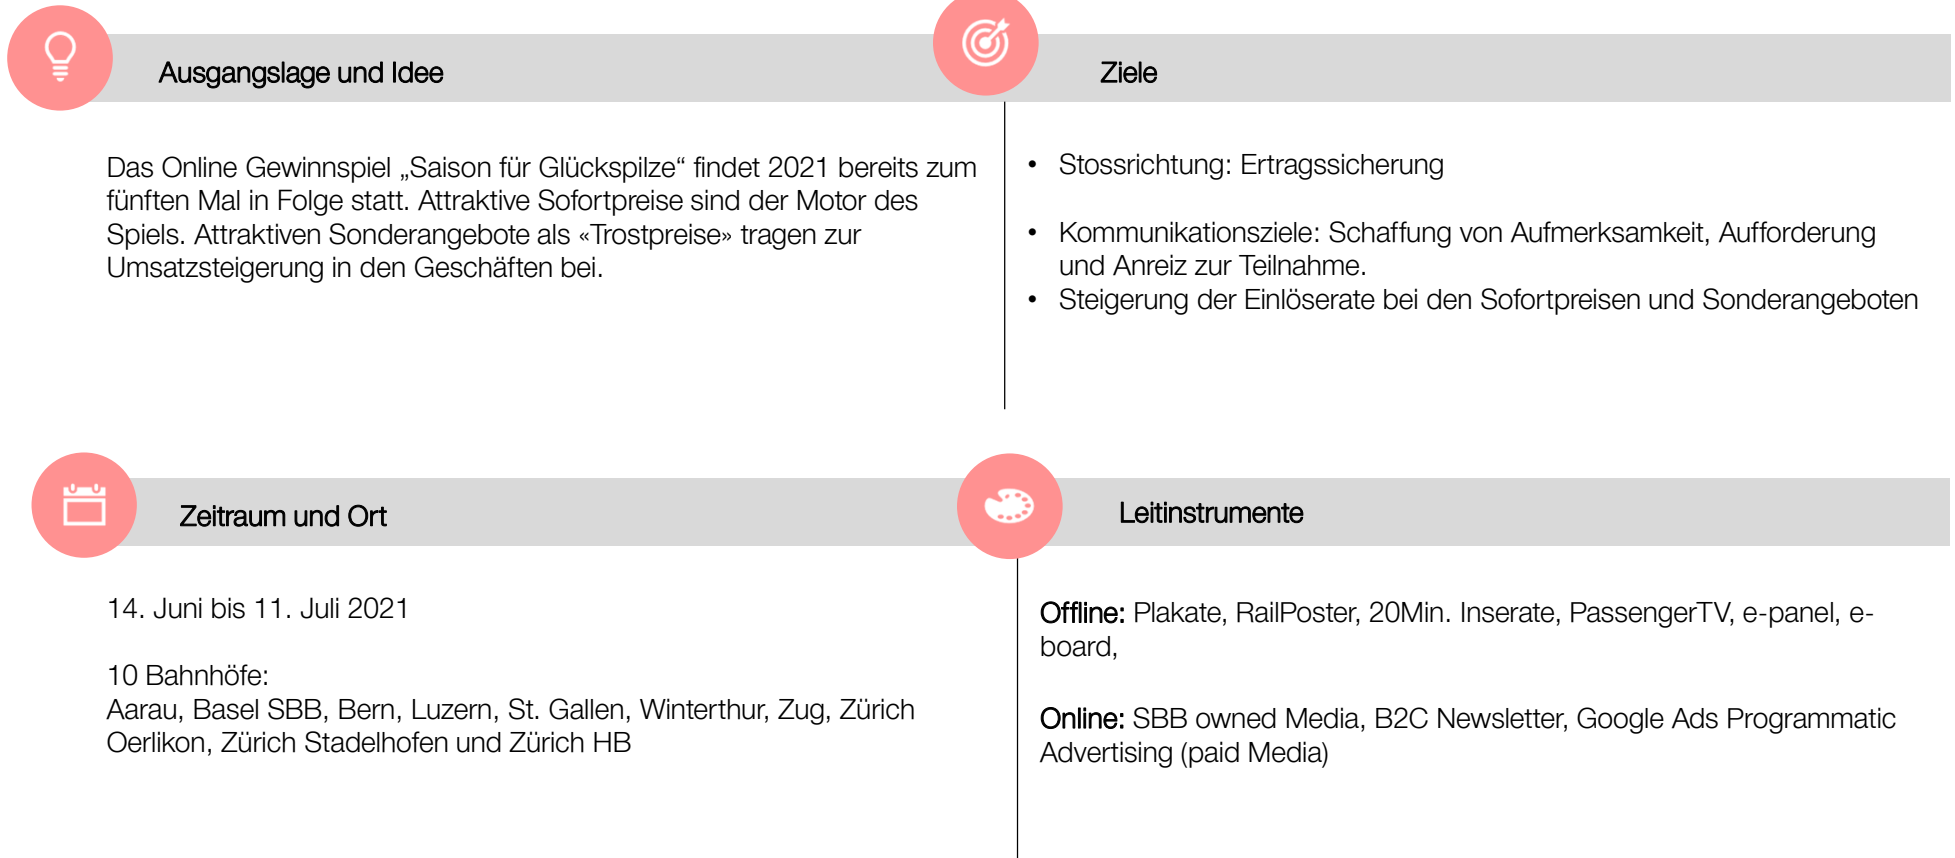 Ausgangslage und Idee
Das Online Gewinnspiel „Saison für Glückspilze“ findet 2021 bereits zum
fünften Mal in Folge statt. Attraktive Sofortpreise sind der Motor des
Spiels. Attraktiven Sonderangebote als «Trostpreise» tragen zur
Umsatzsteigerung in den Geschäften bei.
Ziele
• Stossrichtung: Ertragssicherung
• Kommunikationsziele: Schaffung von Aufmerksamkeit, Aufforderung
und Anreiz zur Teilnahme.
• Steigerung der Einlöserate bei den Sofortpreisen und Sonderangeboten
Zeitraum und Ort
14. Juni bis 11. Juli 2021
10 Bahnhöfe:
Aarau, Basel SBB, Bern, Luzern, St. Gallen, Winterthur, Zug, Zürich
Oerlikon, Zürich Stadelhofen und Zürich HB
Leitinstrumente
Offline: Plakate, RailPoster, 20Min. Inserate, PassengerTV, e-panel, e-
board,
Online: SBB owned Media, B2C Newsletter, Google Ads Programmatic
Advertising (paid Media)